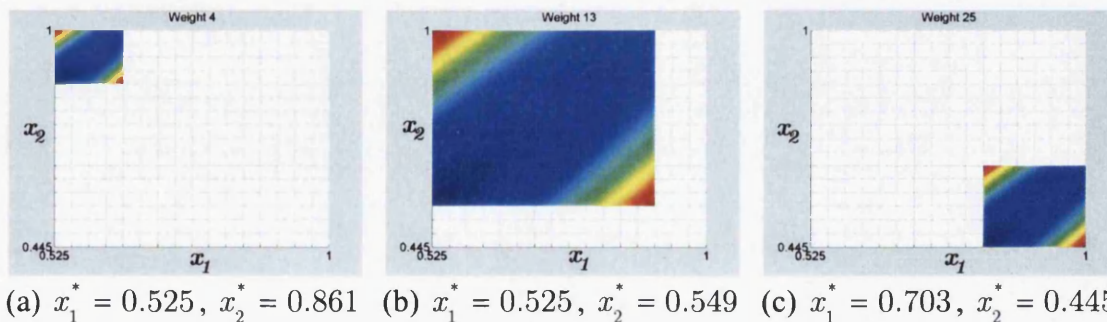 Weight 4
1
x₂
0.445
0.525
x₁
1
Weight 13
1
x₂
0.445
0.525
x₁
1
Weight 25
1
x₂
0.445
0.525
x₁
1
(a) x₁* = 0.525, x₂* = 0.861
(b) x₁* = 0.525, x₂* = 0.549
(c) x₁* = 0.703, x₂* = 0.445